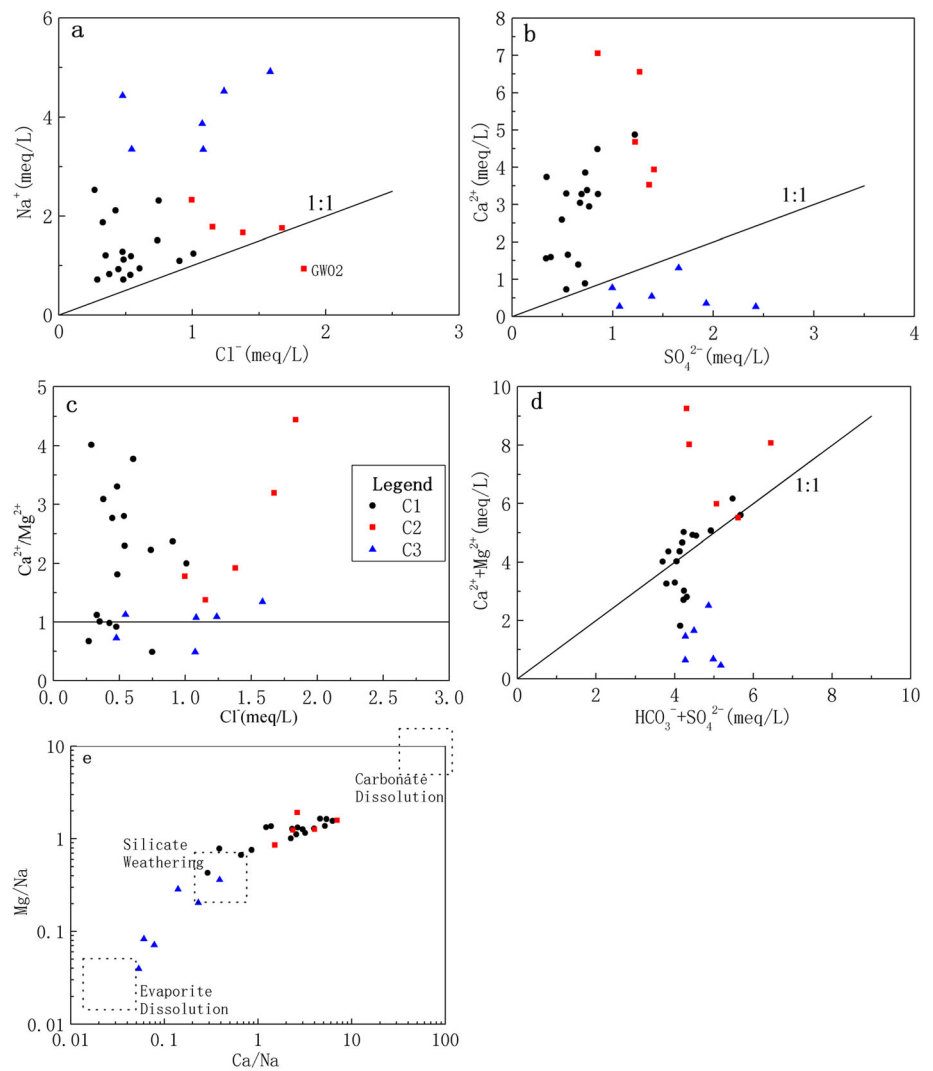 a
6
4
2
0
Na⁺(meq/L)
1:1
GW02
0
1
2
3
Cl⁻(meq/L)
b
8
7
6
5
4
3
2
1
0
Ca²⁺(meq/L)
1:1
0
1
2
3
4
SO₄²⁻(meq/L)
c
5
4
3
2
1
0
Ca²⁺/Mg²⁺
Legend
C1
C2
C3
0.0
0.5
1.0
1.5
2.0
2.5
3.0
Cl⁻(meq/L)
d
10
8
6
4
2
0
Ca²⁺+Mg²⁺(meq/L)
1:1
0
2
4
6
8
10
HCO₃⁻+SO₄²⁻(meq/L)
e
10
1
0.1
0.01
Mg/Na
Carbonate
Dissolution
Silicate
Weathering
Evaporite
Dissolution
0.01
0.1
1
10
100
Ca/Na